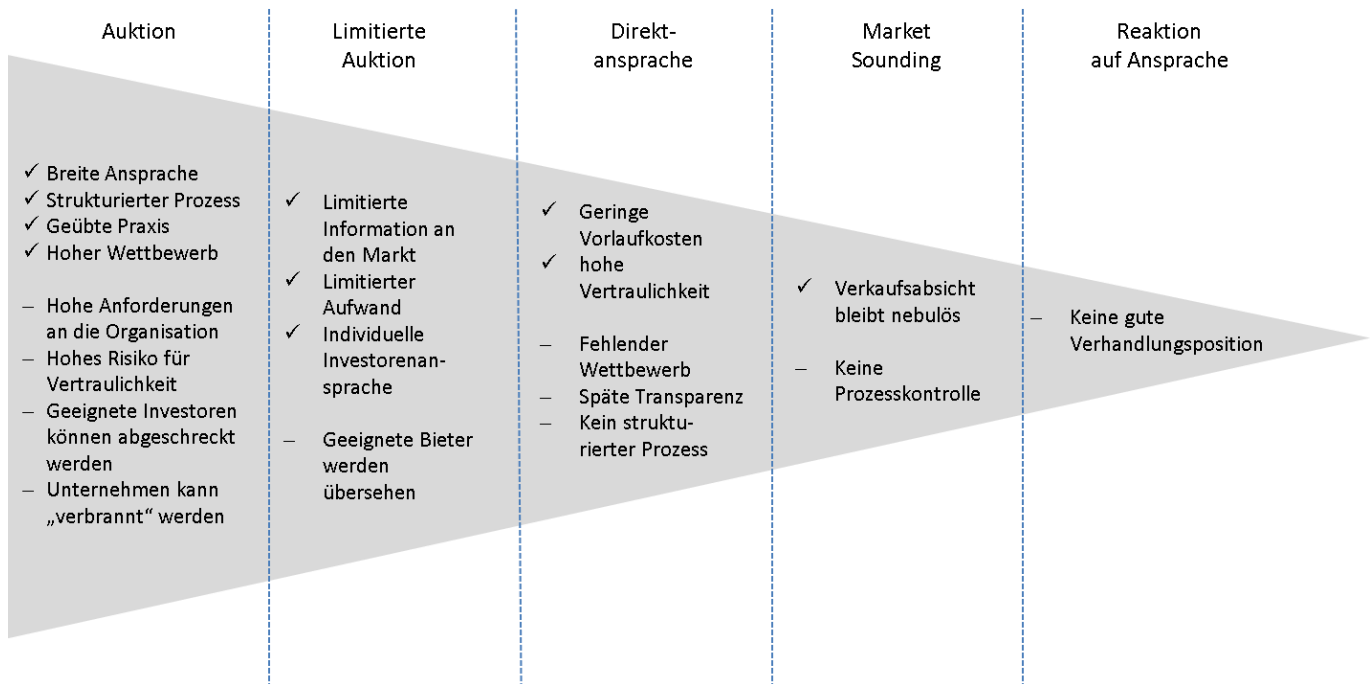 Auktion
Limitierte
Auktion
Direkt-
ansprache
Market
Sounding
Reaktion
auf Ansprache
✓ Breite Ansprache
✓ Strukturierter Prozess
✓ Geübte Praxis
✓ Hoher Wettbewerb
– Hohe Anforderungen
an die Organisation
– Hohes Risiko für
Vertraulichkeit
– Geeignete Investoren
können abgeschreckt
werden
– Unternehmen kann
„verbrannt“ werden
✓ Limitierte
Information an
den Markt
✓ Limitierter
Aufwand
✓ Individuelle
Investorenan-
sprache
– Geeignete Bieter
werden
übersehen
✓ Geringe
Vorlaufkosten
✓ hohe
Vertraulichkeit
– Fehlender
Wettbewerb
– Späte Transparenz
– Kein struktu-
rierter Prozess
✓ Verkaufsabsicht
bleibt nebulös
– Keine
Prozesskontrolle
– Keine gute
Verhandlungsposition